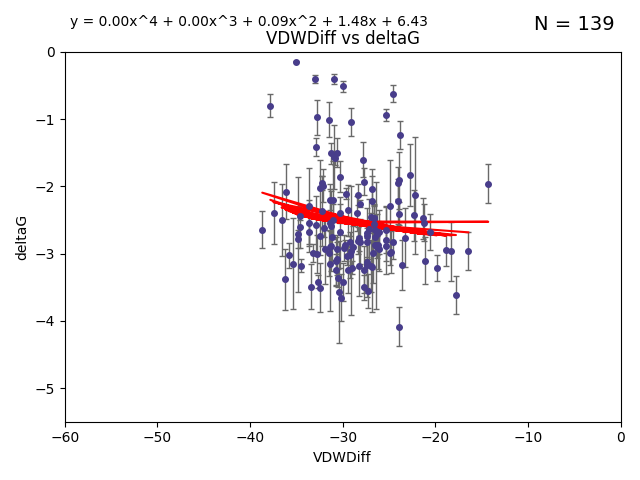 y = 0.00x^4 + 0.00x^3 + 0.09x^2 + 1.48x + 6.43
N = 139
VDWDiff vs deltaG
0
−1
−2
−3
−4
−5
deltaG
−60 −50 −40 −30 −20 −10 0
VDWDiff